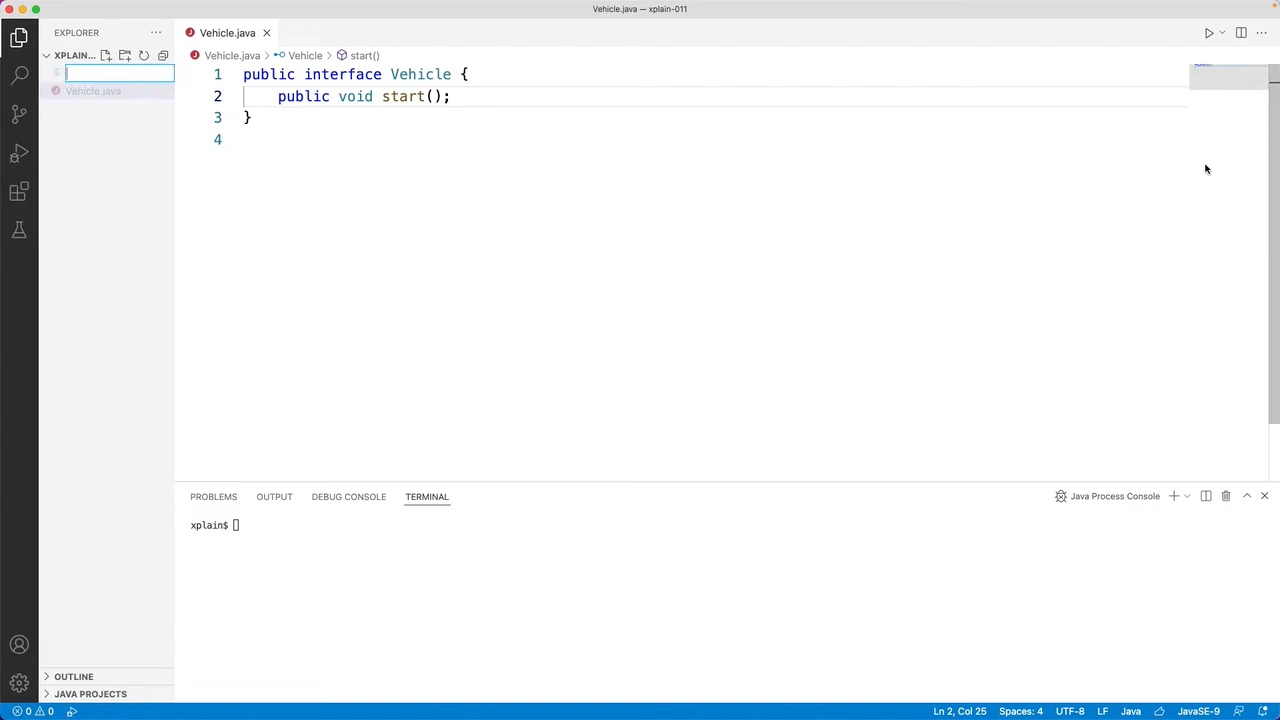 Vehicle.java — xplain-011
EXPLORER
XPLAIN...
Vehicle.java
Vehicle.java
Vehicle.java > Vehicle > start()
1 public interface Vehicle {
2 public void start();
3 }
4
PROBLEMS OUTPUT DEBUG CONSOLE TERMINAL Java Process Console
xplain$
OUTLINE
JAVA PROJECTS
0 0 Ln 2, Col 25 Spaces: 4 UTF-8 LF Java JavaSE-9